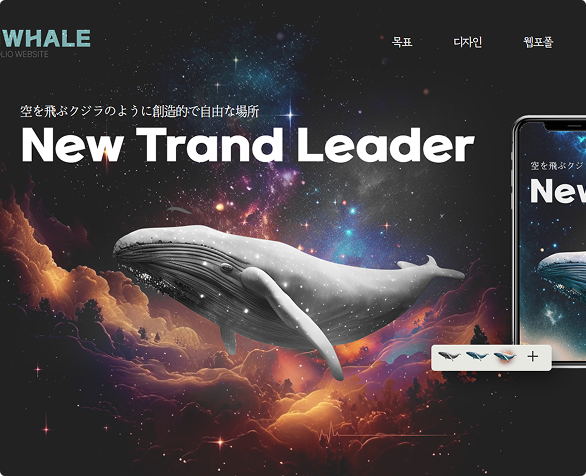 WHALE
LIO WEBSITE
목표 디자인 웹포폴
空を飛ぶクジラのように創造的で自由な場所
New Trand Leader
空を飛ぶクジ
New